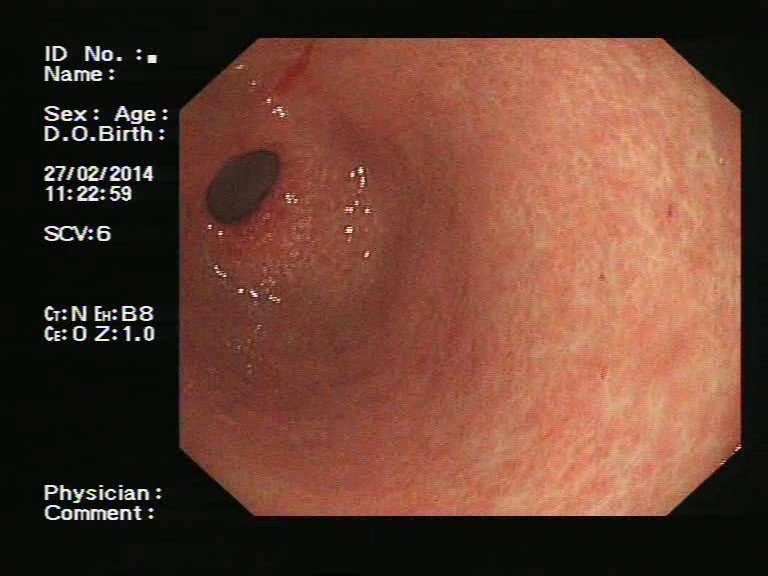 ID No. :
Name:
Sex: Age:
D.O.Birth:
27/02/2014
11:22:59
SCV:6
CT:N EH:B8
CE:0 Z:1.0
Physician:
Comment: